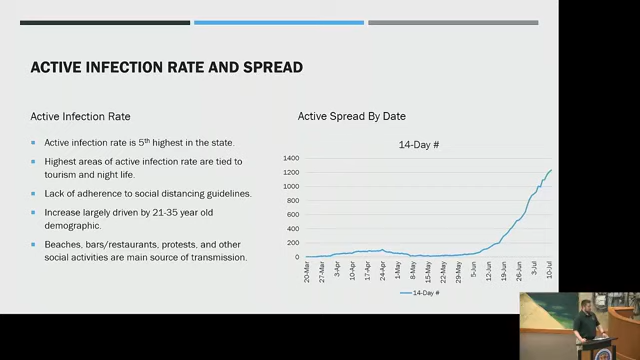 ACTIVE INFECTION RATE AND SPREAD
Active Infection Rate
Active infection rate is 5th highest in the state.
Highest areas of active infection rate are tied to
tourism and night life.
Lack of adherence to social distancing guidelines.
Increase largely driven by 21-35 year old
demographic.
Beaches, bars/restaurants, protests, and other
social activities are main source of transmission.
Active Spread By Date
14-Day #
1400
1200
1000
800
600
400
200
0
20-Mar
27-Mar
3-Apr
10-Apr
17-Apr
24-Apr
1-May
8-May
15-May
22-May
29-May
5-Jun
12-Jun
19-Jun
26-Jun
3-Jul
10-Jul
14-Day #